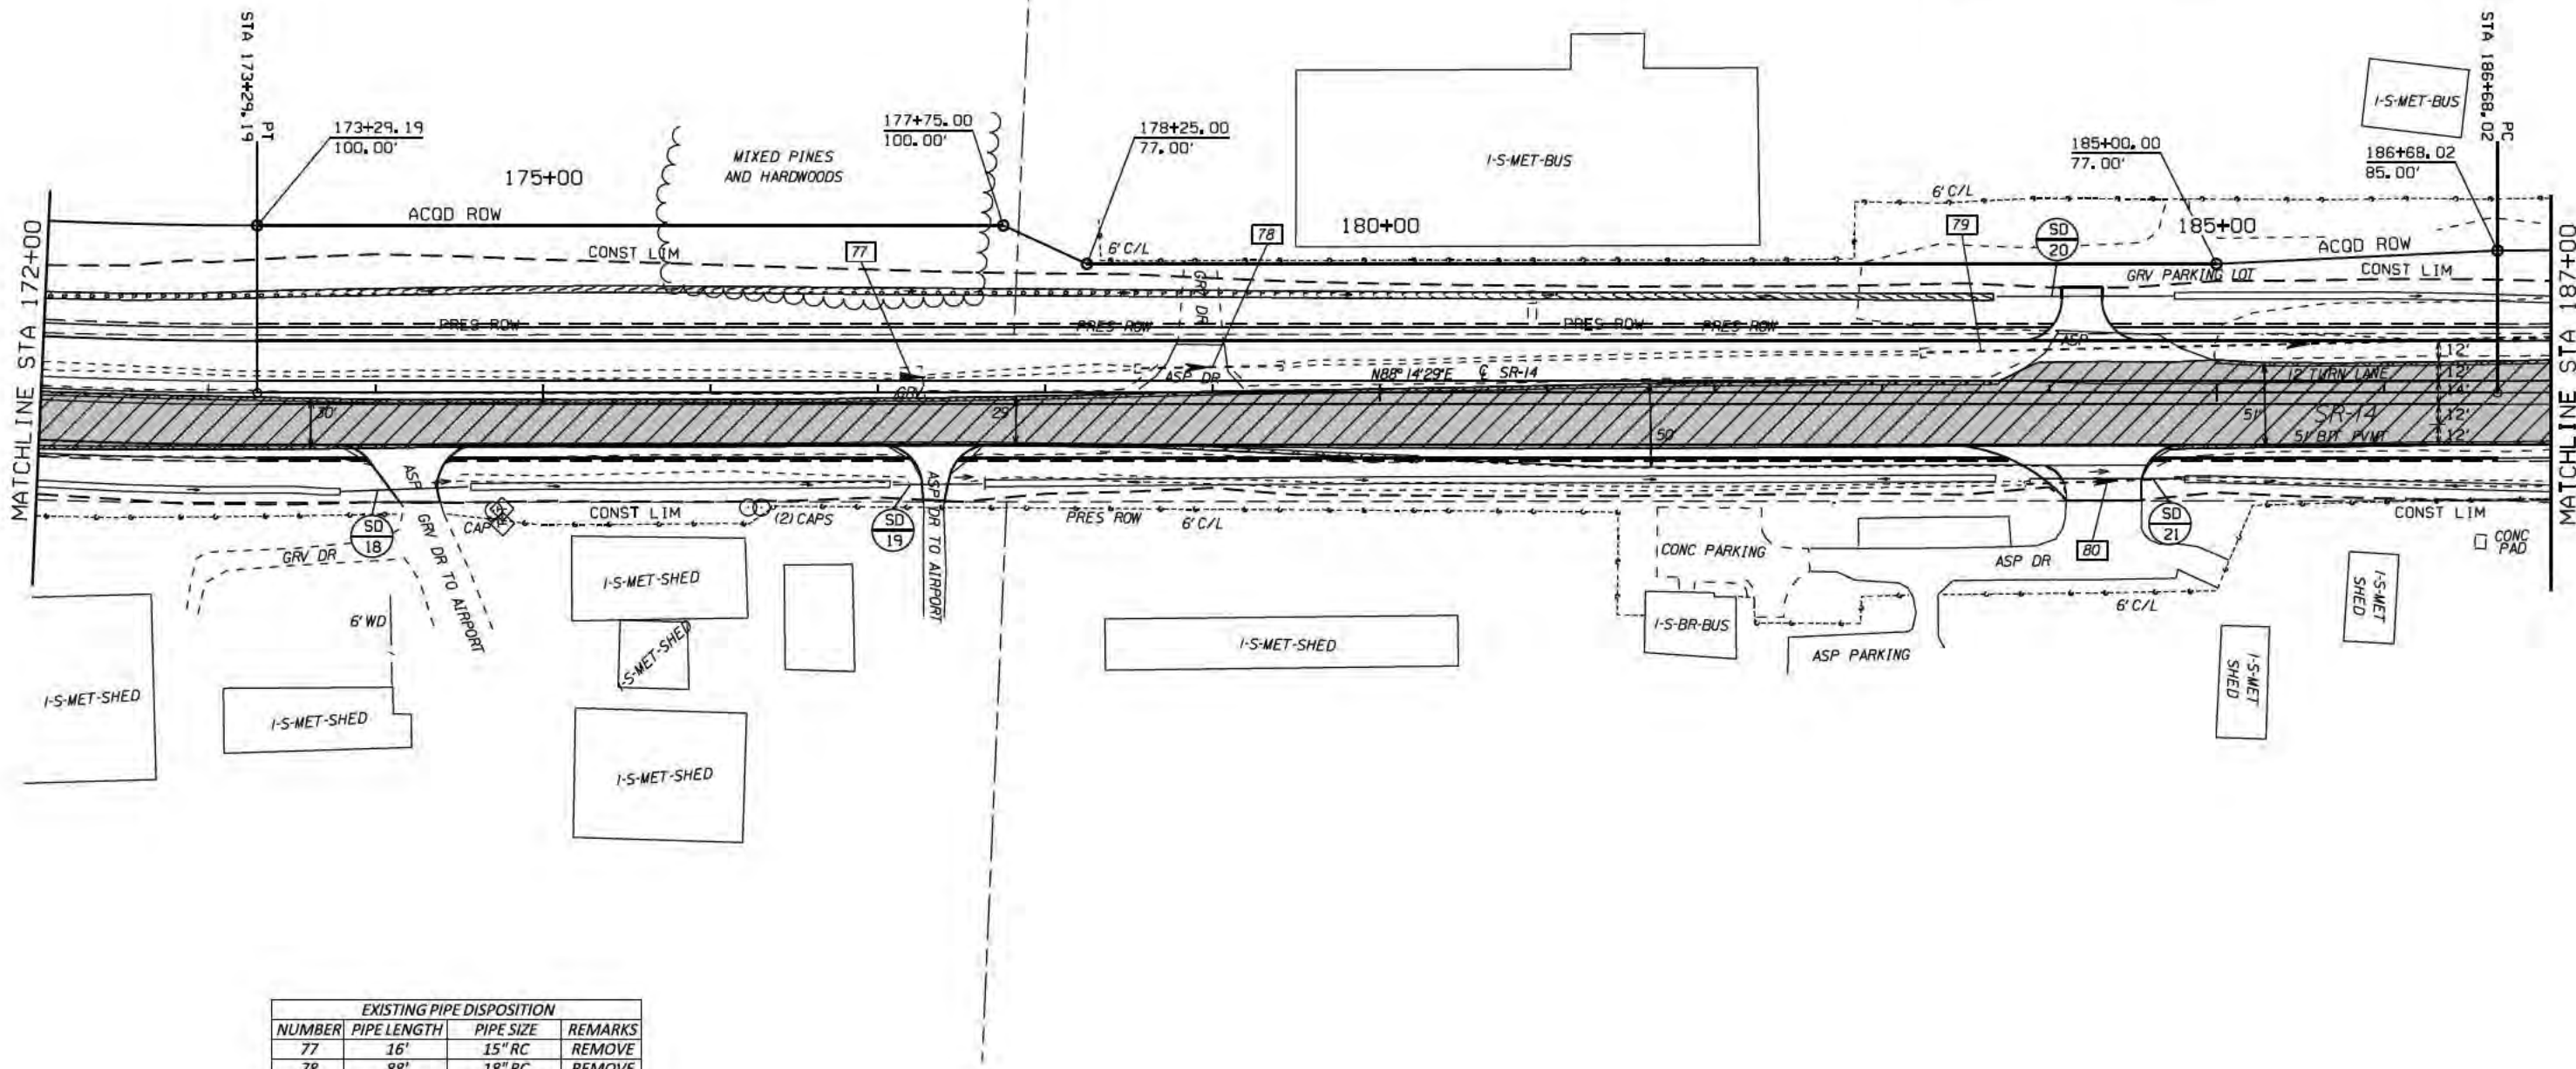 STA 173+29.19
PT
173+29.19
100.00'
175+00
MIXED PINES
AND HARDWOODS
177+75.00
100.00'
178+25.00
77.00'
I-S-MET-BUS
180+00
6' C/L
185+00.00
77.00'
185+00
I-S-MET-BUS
186+68.02
85.00'
STA 186+68.02
PC
MATCHLINE STA 172+00
ACQD ROW
CONST LIM
77
6' C/L
78
GRV DR
79
SD
20
GRV PARKING LOT
ACQD ROW
CONST LIM
MATCHLINE STA 187+00
PRES ROW
PRES ROW
PRES ROW
PRES ROW
ASP DR
N88° 14'29"E
SR-14
ASP
12'
12' TURN LANE
12'
14'
30'
29'
50'
51'
SR-14
51' BIT PVMT
12'
12'
ASP
SD
18
CAP
GRV DR
GRV DR TO AIRPORT
CONST LIM
(2) CAPS
SD
19
ASP DR TO AIRPORT
PRES ROW
6' C/L
CONC PARKING
80
SD
21
ASP DR
CONST LIM
CONC
PAD
6' C/L
6' WD
I-S-MET-SHED
I-S-MET-SHED
I-S-MET-SHED
I-S-MET-SHED
I-S-MET-SHED
I-S-MET-SHED
I-S-BR-BUS
ASP PARKING
I-S-MET
SHED
I-S-MET
SHED
EXISTING PIPE DISPOSITION
NUMBER PIPE LENGTH PIPE SIZE REMARKS
77 16' 15" RC REMOVE
78 88' 18" RC REMOVE